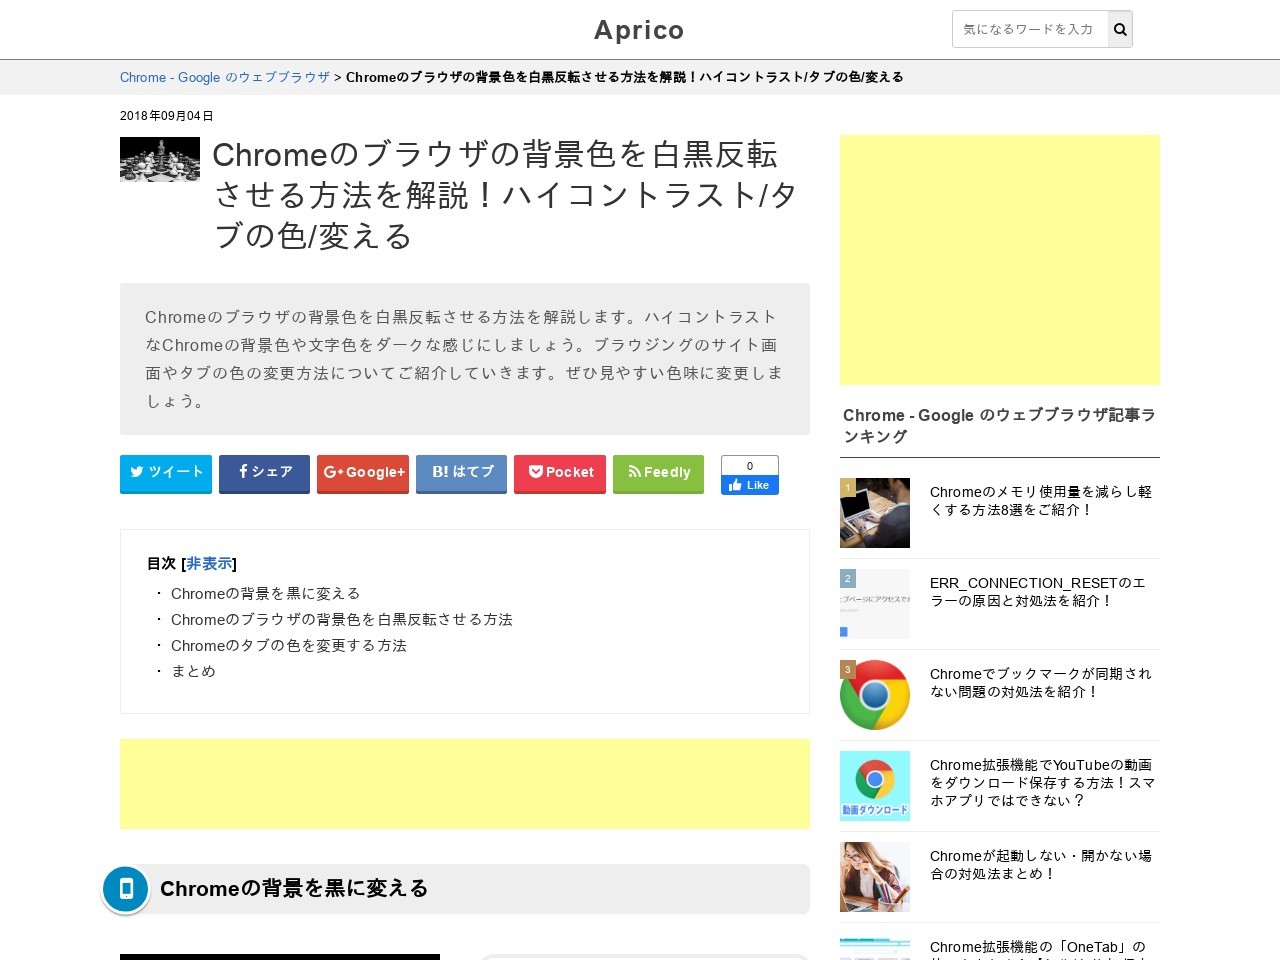 Aprico
気になるワードを入力
Chrome - Google のウェブブラウザ > Chromeのブラウザの背景色を白黒反転させる方法を解説！ハイコントラスト/タブの色/変える
2018年09月04日
Chromeのブラウザの背景色を白黒反転
させる方法を解説！ハイコントラスト/タ
ブの色/変える
Chromeのブラウザの背景色を白黒反転させる方法を解説します。ハイコントラスト
なChromeの背景色や文字色をダークな感じにしましょう。ブラウジングのサイト画
面やタブの色の変更方法についてご紹介していきます。ぜひ見やすい色味に変更しま
しょう。
ツイート
シェア
G+ Google+
B! はてブ
Pocket
Feedly
0
Like
目次 [非表示]
・ Chromeの背景を黒に変える
・ Chromeのブラウザの背景色を白黒反転させる方法
・ Chromeのタブの色を変更する方法
・ まとめ
Chromeの背景を黒に変える
Chrome - Google のウェブブラウザ記事ラ
ンキング
1
Chromeのメモリ使用量を減らし軽
くする方法8選をご紹介！
2
ERR_CONNECTION_RESETのエ
ラーの原因と対処法を紹介！
3
Chromeでブックマークが同期され
ない問題の対処法を紹介！
動画ダウンロード
Chrome拡張機能でYouTubeの動画
をダウンロード保存する方法！スマ
ホアプリではできない？
Chromeが起動しない・開かない場
合の対処法まとめ！
Chrome拡張機能の「OneTab」の